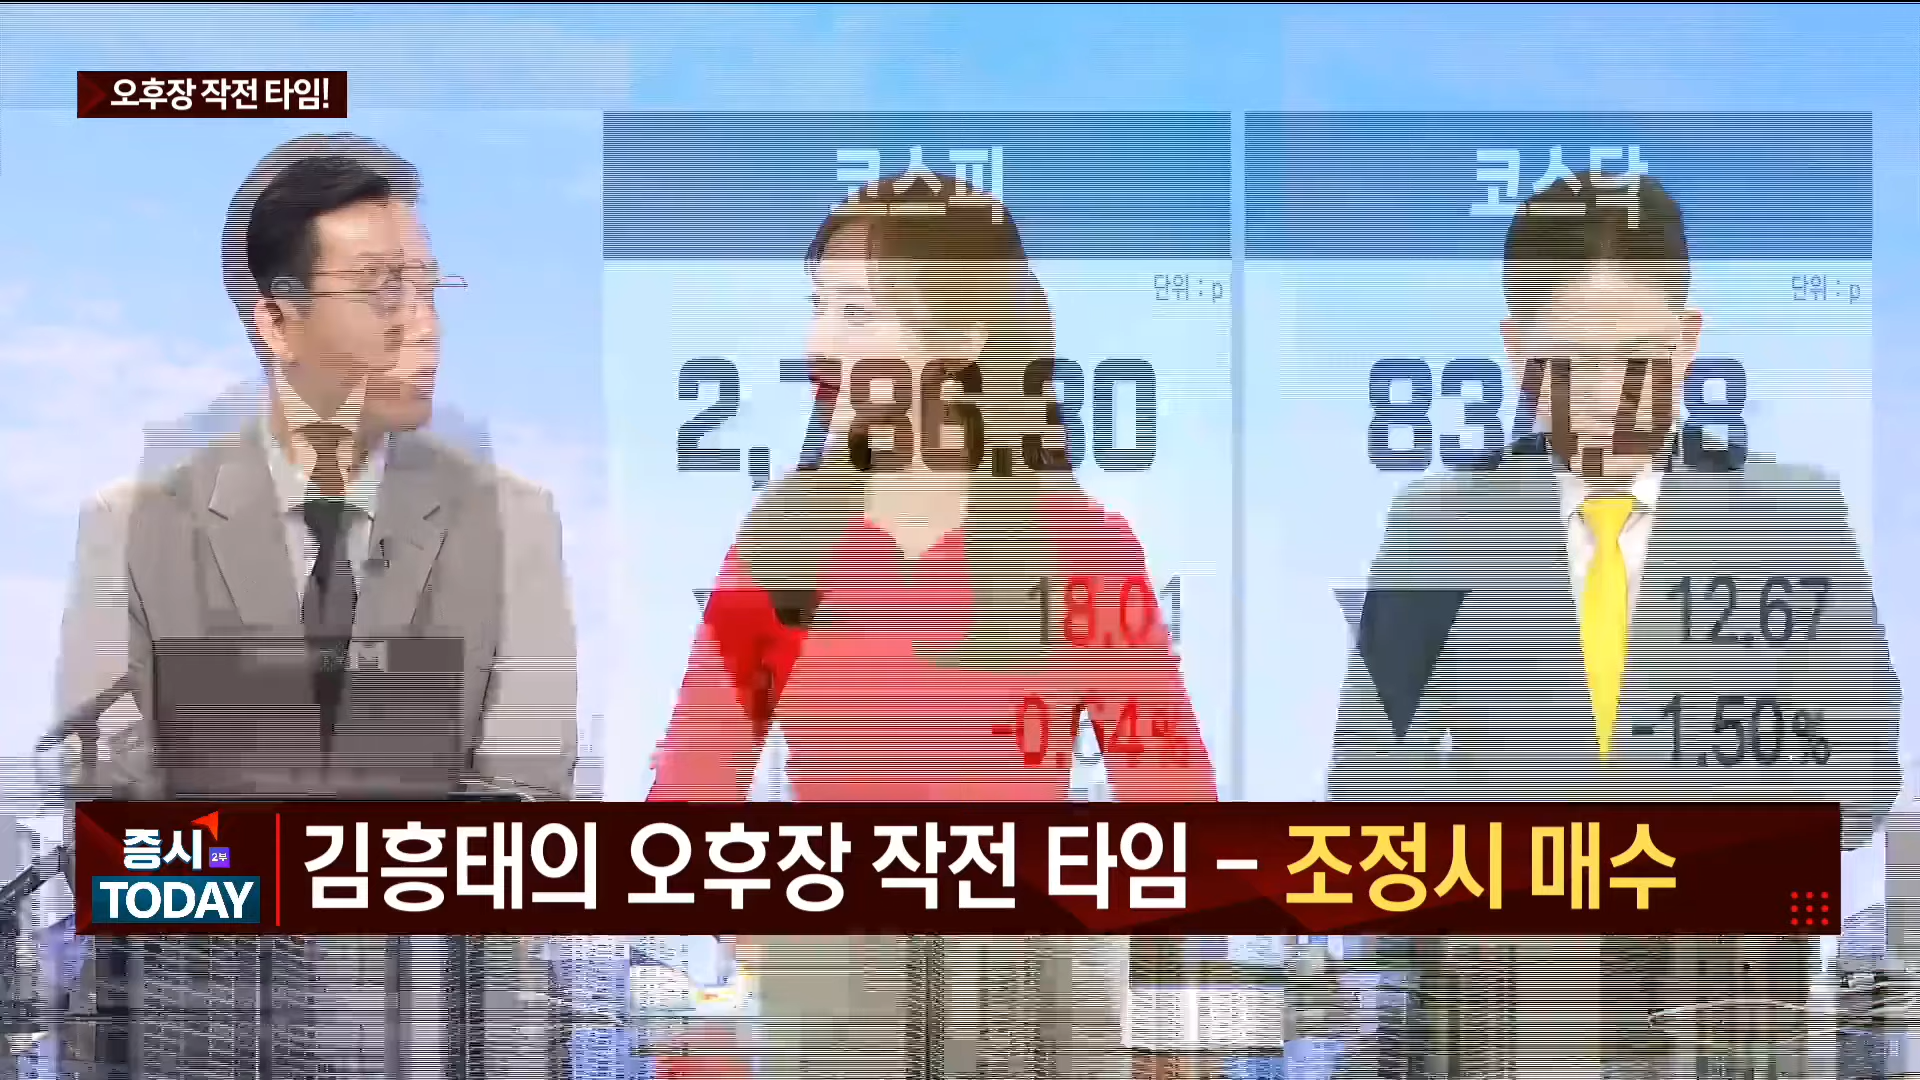 오후장 작전 타임!
코스피
코스닥
단위 : p
단위 : p
2,786.30
834.48
18.01
12.67
-0.64%
-1.50%
증시
2부
TODAY
김흥태의 오후장 작전 타임 - 조정시 매수